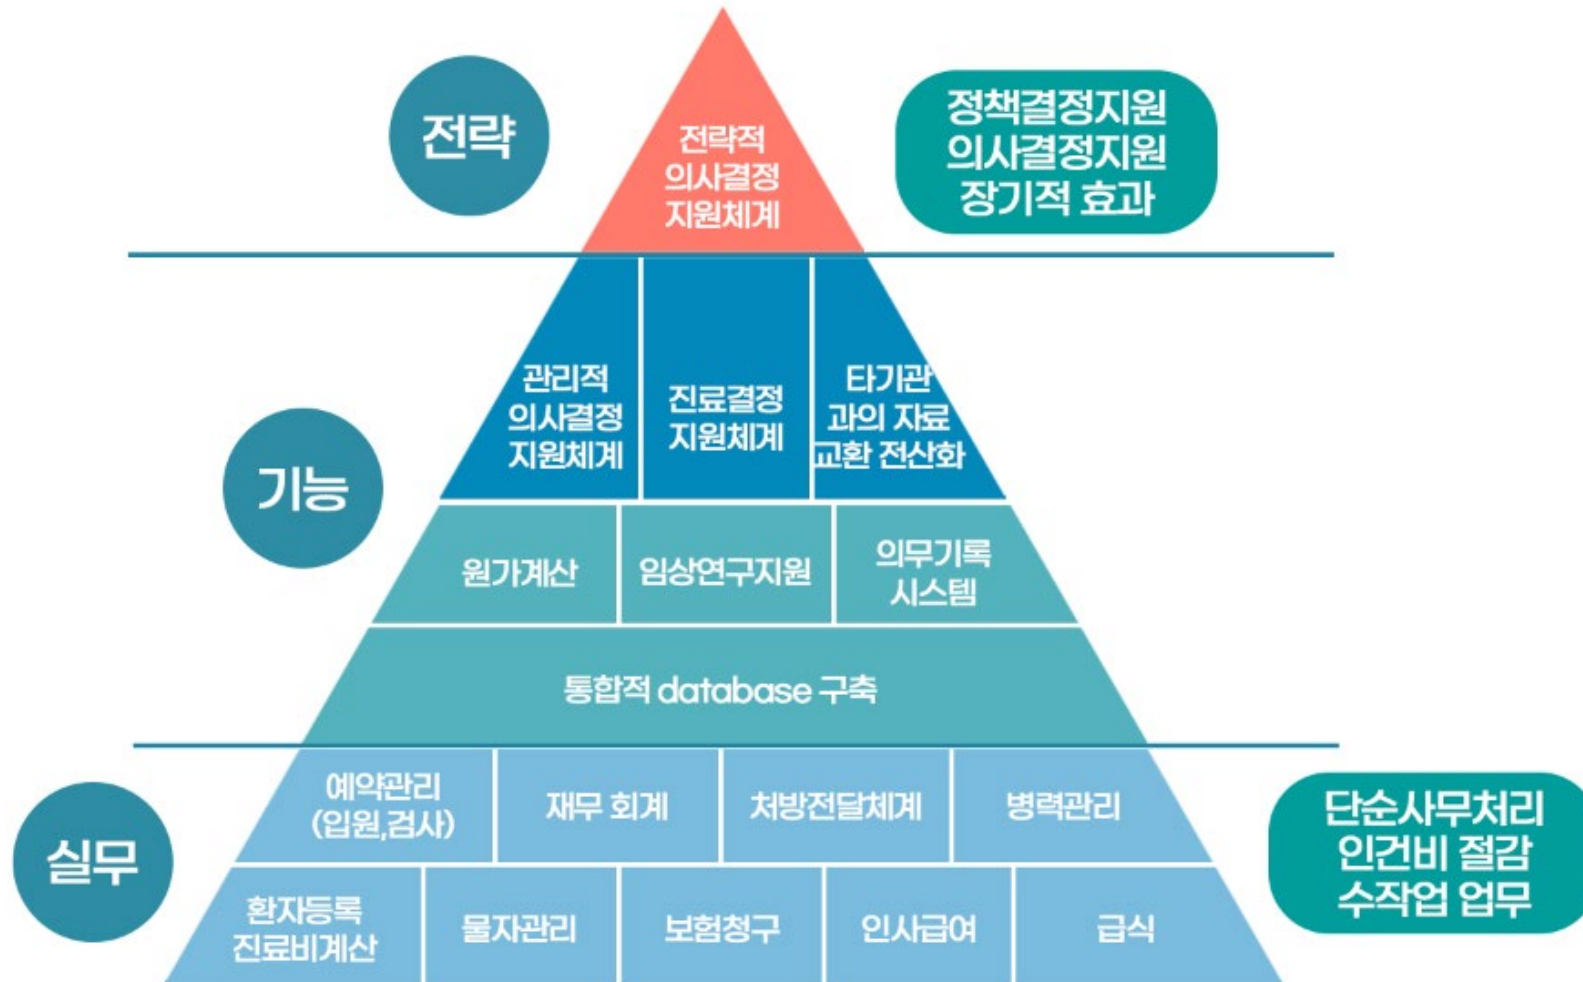 전략
전략적
의사결정
지원체계
정책결정지원
의사결정지원
장기적 효과
기능
관리적
의사결정
지원체계
진료결정
지원체계
타기관
과의 자료
교환 전산화
원가계산
임상연구지원
의무기록
시스템
통합적 database 구축
실무
예약관리
(입원,검사)
재무 회계
처방전달체계
병력관리
단순사무처리
인건비 절감
수작업 업무
환자등록
진료비계산
물자관리
보험청구
인사급여
급식